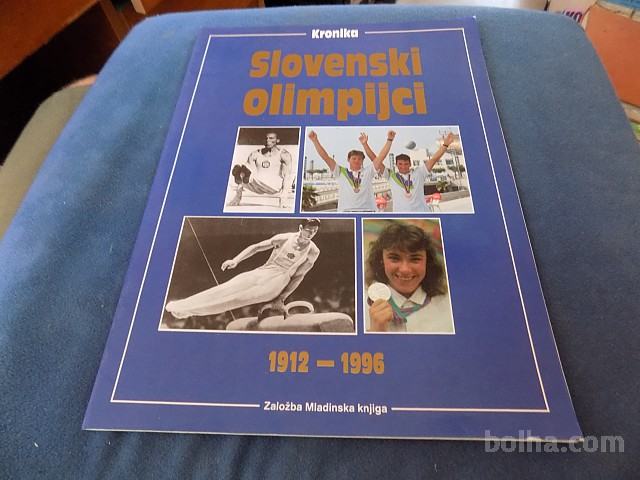 Kronika
Slovenski
olimpijci
1912 – 1996
Založba Mladinska knjiga
bolha.com